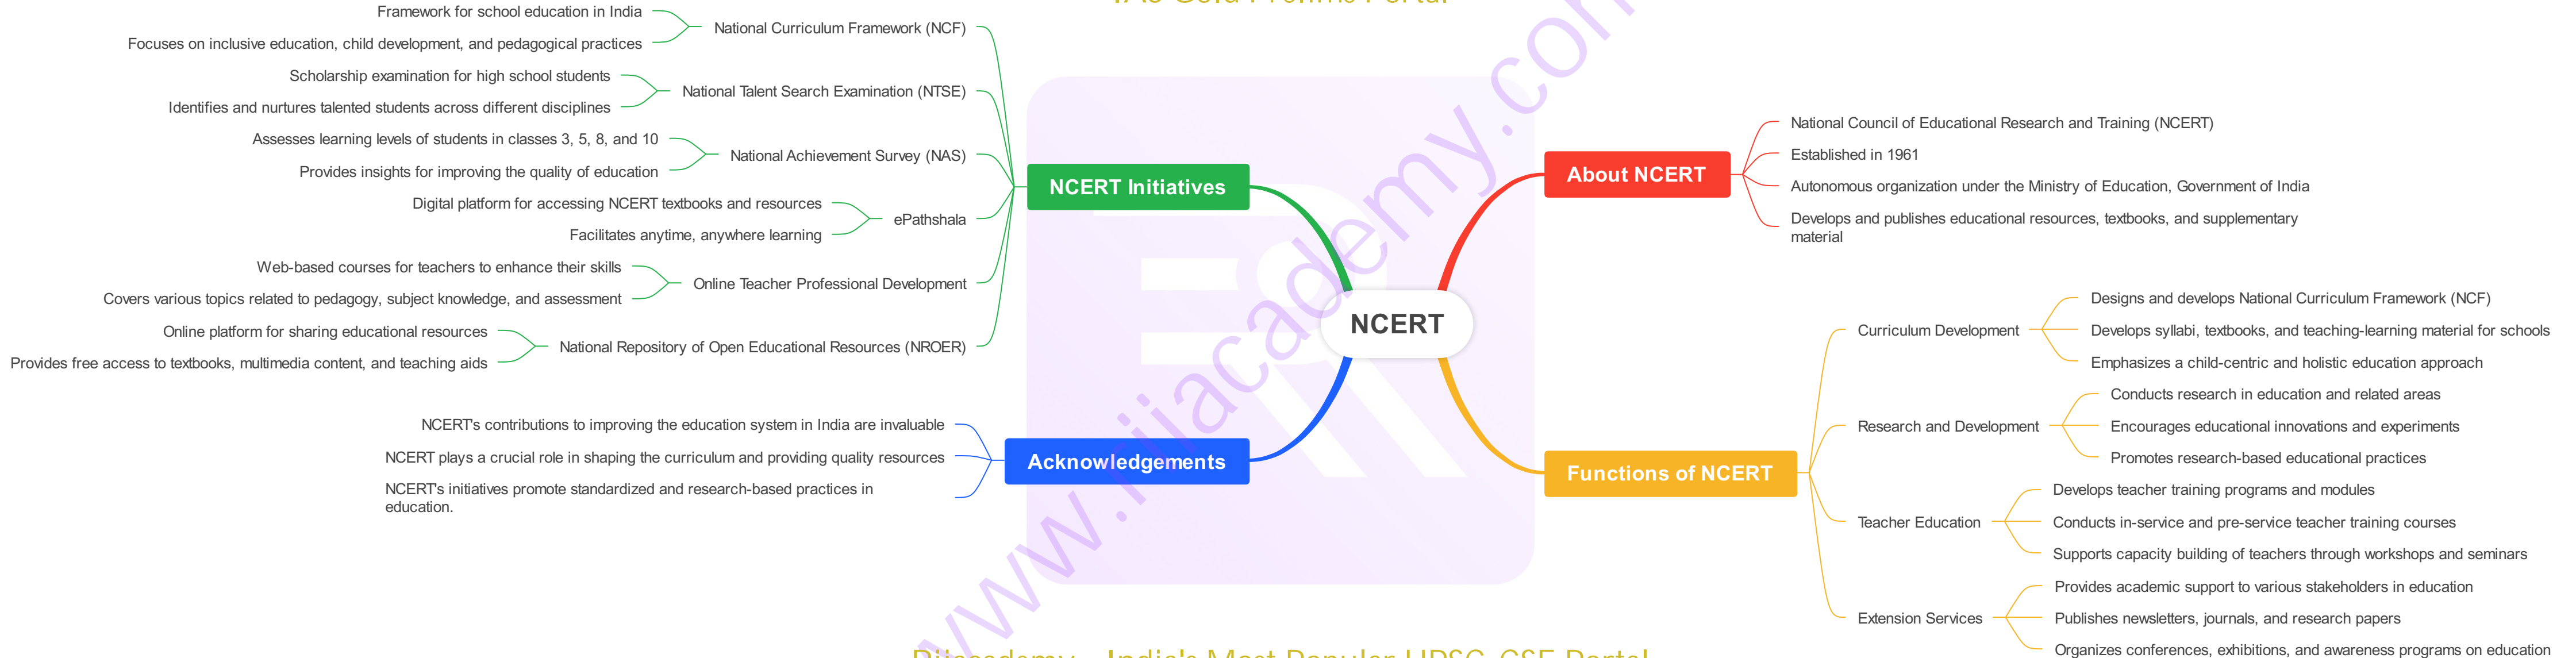 IAS Gold Prelims Portal
Framework for school education in India
Focuses on inclusive education, child development, and pedagogical practices
National Curriculum Framework (NCF)
Scholarship examination for high school students
Identifies and nurtures talented students across different disciplines
National Talent Search Examination (NTSE)
Assesses learning levels of students in classes 3, 5, 8, and 10
Provides insights for improving the quality of education
National Achievement Survey (NAS)
Digital platform for accessing NCERT textbooks and resources
Facilitates anytime, anywhere learning
ePathshala
Web-based courses for teachers to enhance their skills
Covers various topics related to pedagogy, subject knowledge, and assessment
Online Teacher Professional Development
Online platform for sharing educational resources
Provides free access to textbooks, multimedia content, and teaching aids
National Repository of Open Educational Resources (NROER)
NCERT Initiatives
NCERT's contributions to improving the education system in India are invaluable
NCERT plays a crucial role in shaping the curriculum and providing quality resources
NCERT's initiatives promote standardized and research-based practices in
education.
Acknowledgements
NCERT
About NCERT
National Council of Educational Research and Training (NCERT)
Established in 1961
Autonomous organization under the Ministry of Education, Government of India
Develops and publishes educational resources, textbooks, and supplementary
material
Functions of NCERT
Curriculum Development
Designs and develops National Curriculum Framework (NCF)
Develops syllabi, textbooks, and teaching-learning material for schools
Emphasizes a child-centric and holistic education approach
Research and Development
Conducts research in education and related areas
Encourages educational innovations and experiments
Promotes research-based educational practices
Teacher Education
Develops teacher training programs and modules
Conducts in-service and pre-service teacher training courses
Supports capacity building of teachers through workshops and seminars
Extension Services
Provides academic support to various stakeholders in education
Publishes newsletters, journals, and research papers
Organizes conferences, exhibitions, and awareness programs on education
www.iijacademy.com
India's Most Popular UPSC CSE Portal